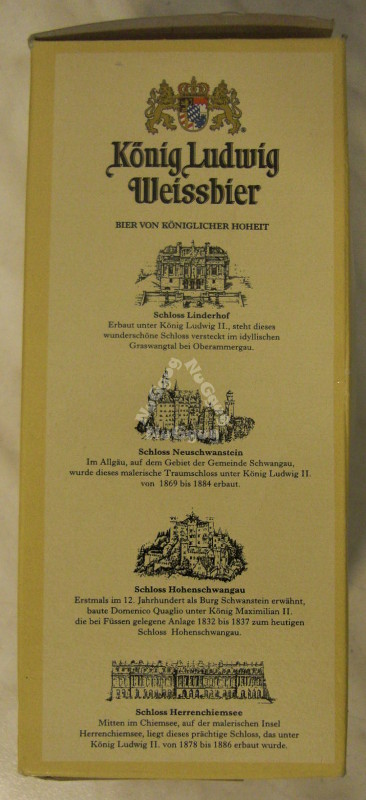 König Ludwig
Weissbier
BIER VON KÖNIGLICHER HOHEIT
Schloss Linderhof
Erbaut unter König Ludwig II., steht dieses
wunderschöne Schloss versteckt im idyllischen
Graswangtal bei Oberammergau.
Schloss Neuschwanstein
Im Allgäu, auf dem Gebiet der Gemeinde Schwangau,
wurde dieses malerische Traumschloss unter König Ludwig II.
von 1869 bis 1884 erbaut.
Schloss Hohenschwangau
Erstmals im 12. Jahrhundert als Burg Schwanstein erwähnt,
baute Domenico Quaglio unter König Maximilian II.
die bei Füssen gelegene Anlage 1832 bis 1837 zum heutigen
Schloss Hohenschwangau.
Schloss Herrenchiemsee
Mitten im Chiemsee, auf der malerischen Insel
Herrenchiemsee, liegt dieses prächtige Schloss, das unter
König Ludwig II. von 1878 bis 1886 erbaut wurde.